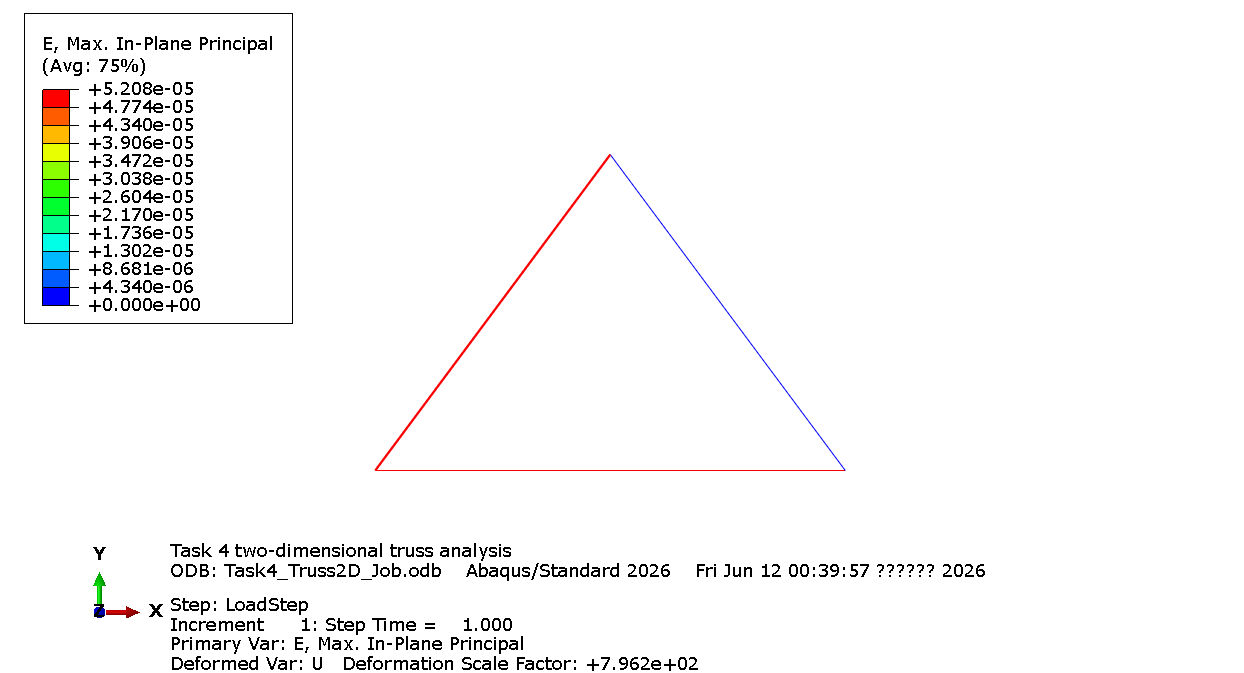 E, Max. In-Plane Principal
(Avg: 75%)
+5.208e-05
+4.774e-05
+4.340e-05
+3.906e-05
+3.472e-05
+3.038e-05
+2.604e-05
+2.170e-05
+1.736e-05
+1.302e-05
+8.681e-06
+4.340e-06
+0.000e+00
Y
Z
X
Task 4 two-dimensional truss analysis
ODB: Task4_Truss2D_Job.odb    Abaqus/Standard 2026    Fri Jun 12 00:39:57 ?????? 2026
Step: LoadStep
Increment      1: Step Time =    1.000
Primary Var: E, Max. In-Plane Principal
Deformed Var: U   Deformation Scale Factor: +7.962e+02